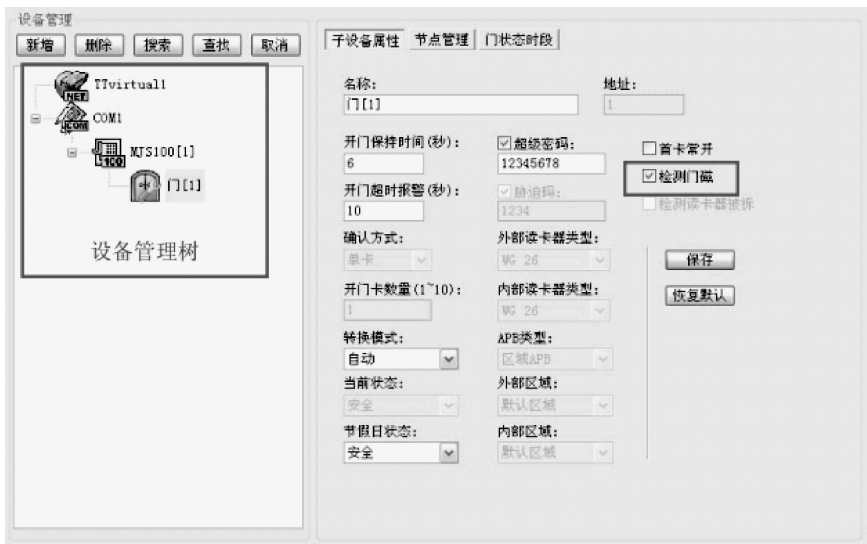 设备管理
新增 删除 搜索 查找 取消
TTvirtual1
NET
COM1
COM
MJS100[1]
100
门[1]
设备管理树
子设备属性 节点管理 门状态时段
名称： 地址：
门[1] 1
开门保持时间(秒)： 超级密码： 首卡常开
6 12345678 检测门磁
开门超时报警(秒)： 胁迫码： 检测读卡器被拆
10 1234
确认方式： 外部读卡器类型：
单卡 WG 26 保存
开门卡数量(1~10)： 内部读卡器类型： 恢复默认
1 WG 26
转换模式： APB类型：
自动 区域APB
当前状态： 外部区域：
安全 默认区域
节假日状态： 内部区域：
安全 默认区域